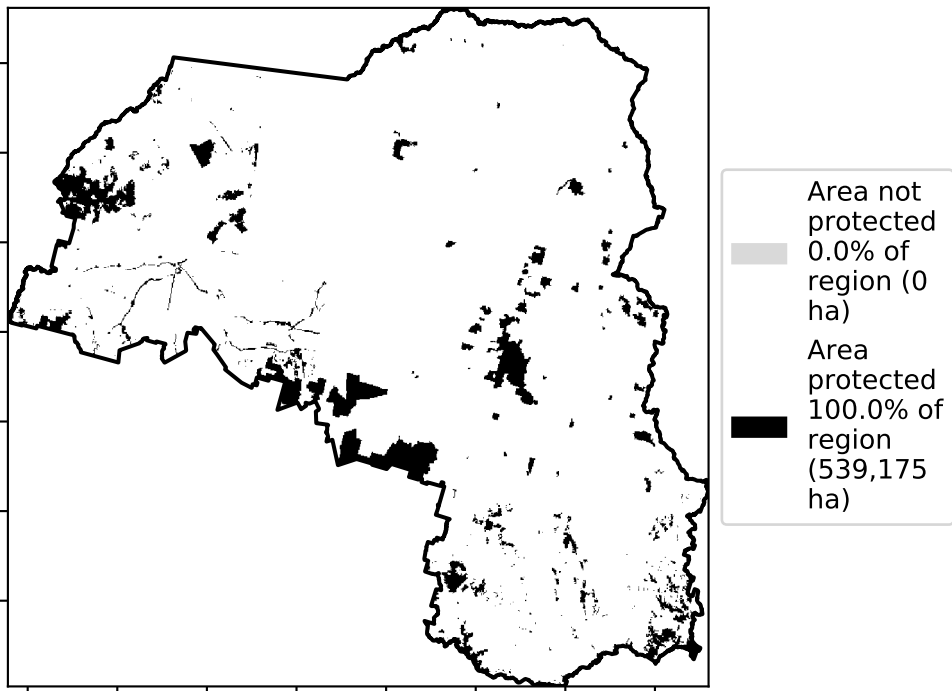 Area not
protected
0.0% of
region (0
ha)
Area
protected
100.0% of
region
(539,175
ha)